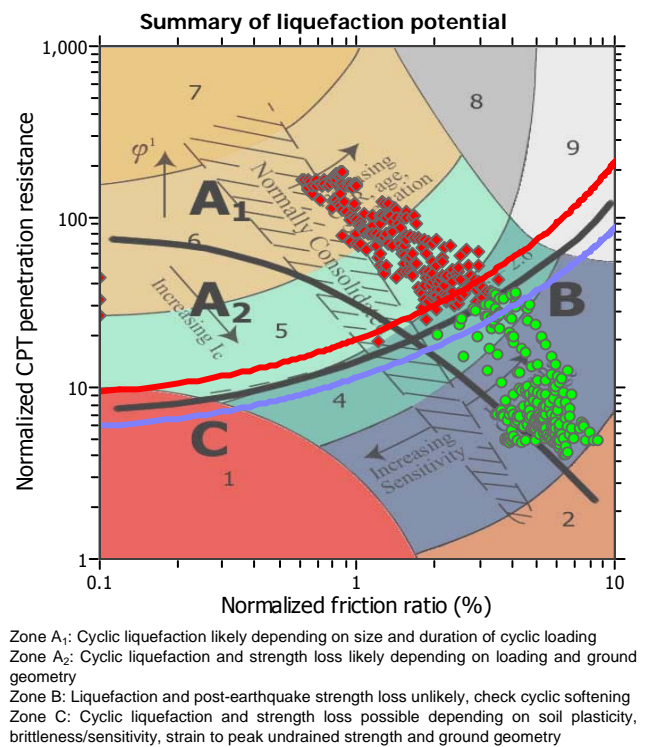 Summary of liquefaction potential
1,000
100
10
1
Normalized CPT penetration resistance
0.1
1
10
Normalized friction ratio (%)
7
8
9
φ¹
A₁
Normally
6
A₂
Increasing Ic
5
B
4
C
Increasing
Sensitivity
1
2
Zone A₁: Cyclic liquefaction likely depending on size and duration of cyclic loading
Zone A₂: Cyclic liquefaction and strength loss likely depending on loading and ground
geometry
Zone B: Liquefaction and post-earthquake strength loss unlikely, check cyclic softening
Zone C: Cyclic liquefaction and strength loss possible depending on soil plasticity,
brittleness/sensitivity, strain to peak undrained strength and ground geometry